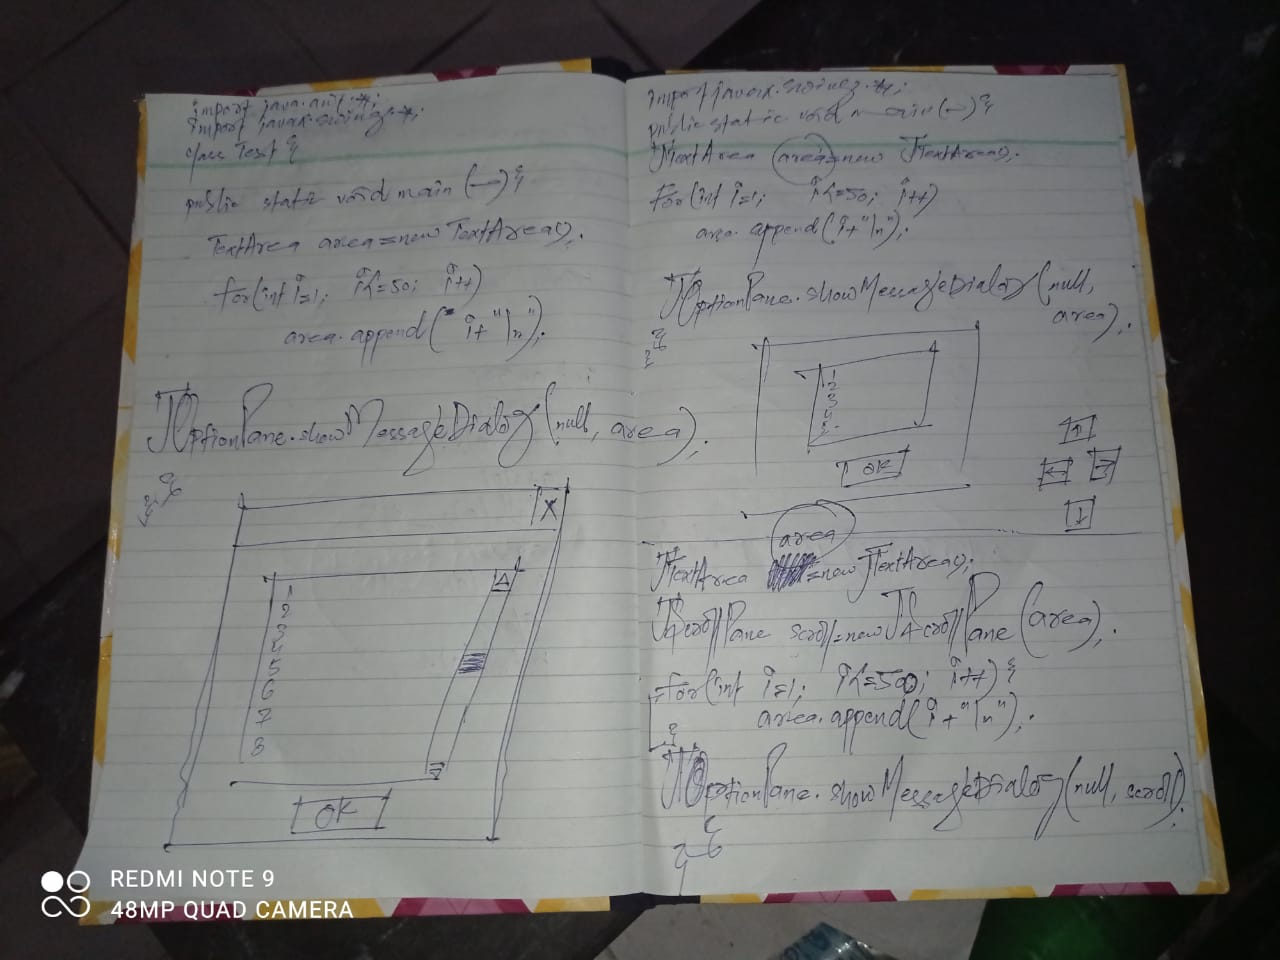 import java.awt.*;
import javax.swing.*;
class Test {
public static void main (—) {
TextArea area=new TextArea();
for(int i=1; i<=50; i++)
area.append( i+"\n");
JOptionPane.showMessageDialog(null, area);
}
}
X
1
2
3
4
5
6
7
8
OK
import javax.swing.*;
public static void main(—) {
JTextArea area=new JTextArea();
for(int i=1; i<=50; i++)
area.append(i+"\n");
JOptionPane.showMessageDialog(null,
area);
}
}
1
2
3
4
5
OK
↑
← →
↓
area
JTextArea =new JTextArea();
JScrollPane scroll=new JScrollPane(area);
for(int i=1; i<=500; i++) {
area.append(i+"\n");
}
JOptionPane.showMessageDialog(null, scroll);
}
}
REDMI NOTE 9
48MP QUAD CAMERA